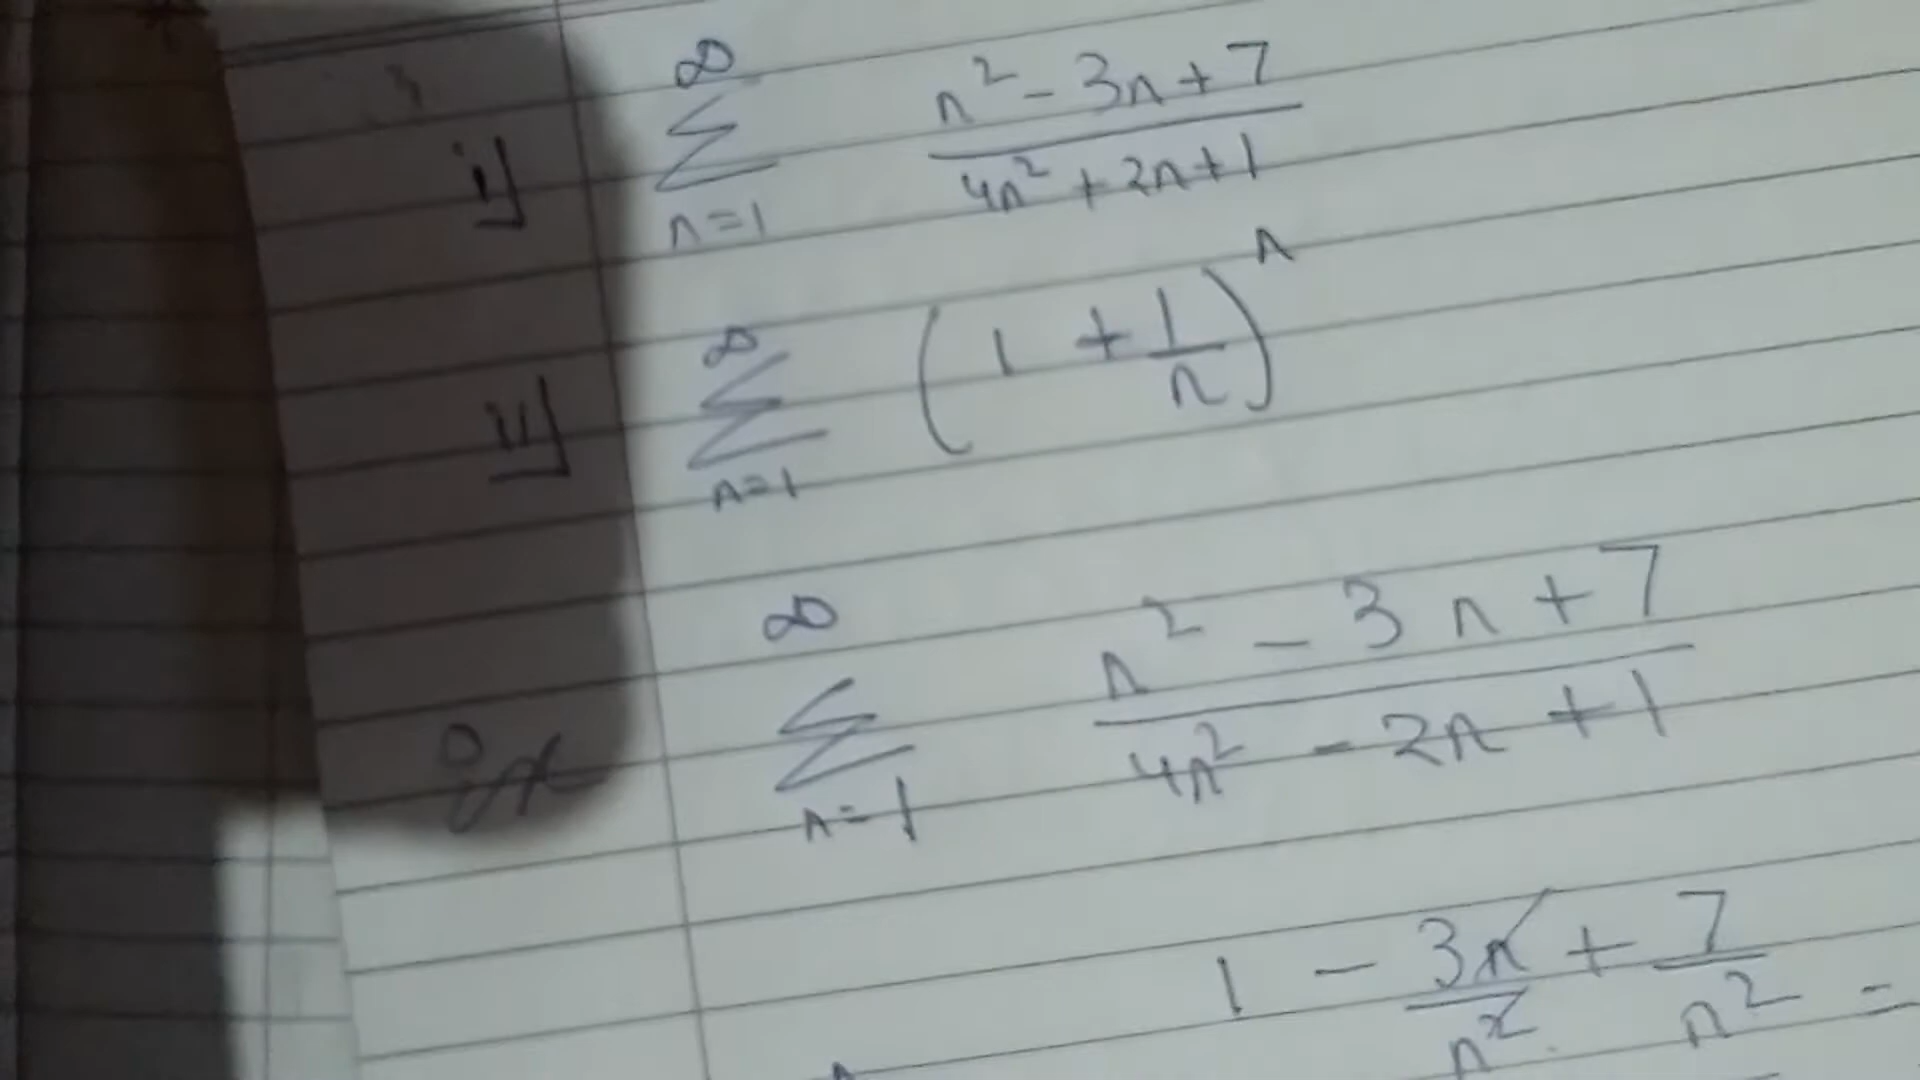 i) ∞ Σ n=1 n² - 3n + 7 / 4n² + 2n + 1
ii) ∞ Σ n=1 (1 + 1/n)^n
∞ Σ n=1 n² - 3n + 7 / 4n² - 2n + 1
1 - 3n/n² + 7/n² =